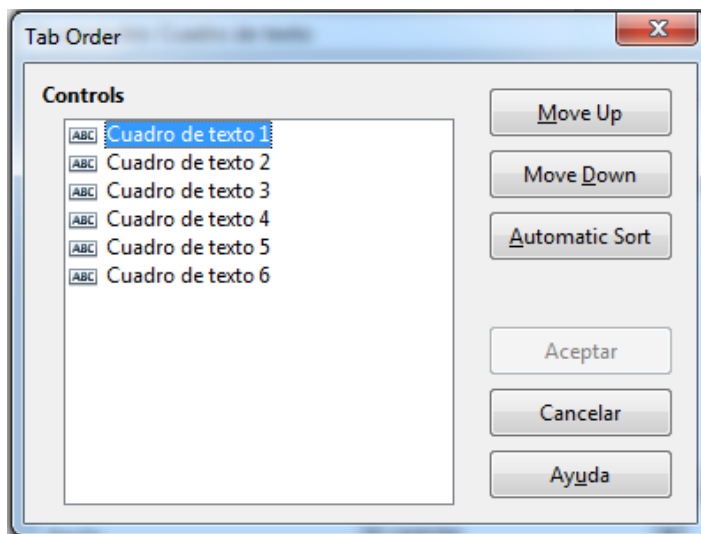 Tab Order
Controls
ABC Cuadro de texto 1
ABC Cuadro de texto 2
ABC Cuadro de texto 3
ABC Cuadro de texto 4
ABC Cuadro de texto 5
ABC Cuadro de texto 6
Move Up
Move Down
Automatic Sort
Aceptar
Cancelar
Ayuda